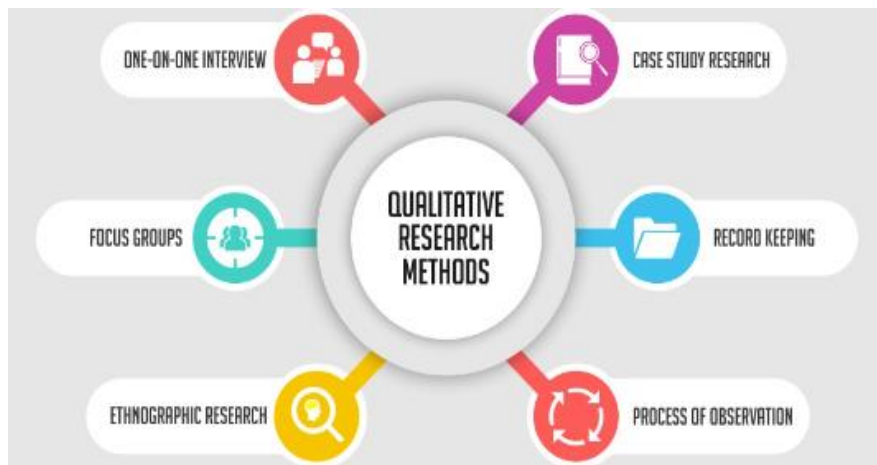 ONE-ON-ONE INTERVIEW
CASE STUDY RESEARCH
QUALITATIVE
RESEARCH
METHODS
FOCUS GROUPS
RECORD KEEPING
ETHNOGRAPHIC RESEARCH
PROCESS OF OBSERVATION